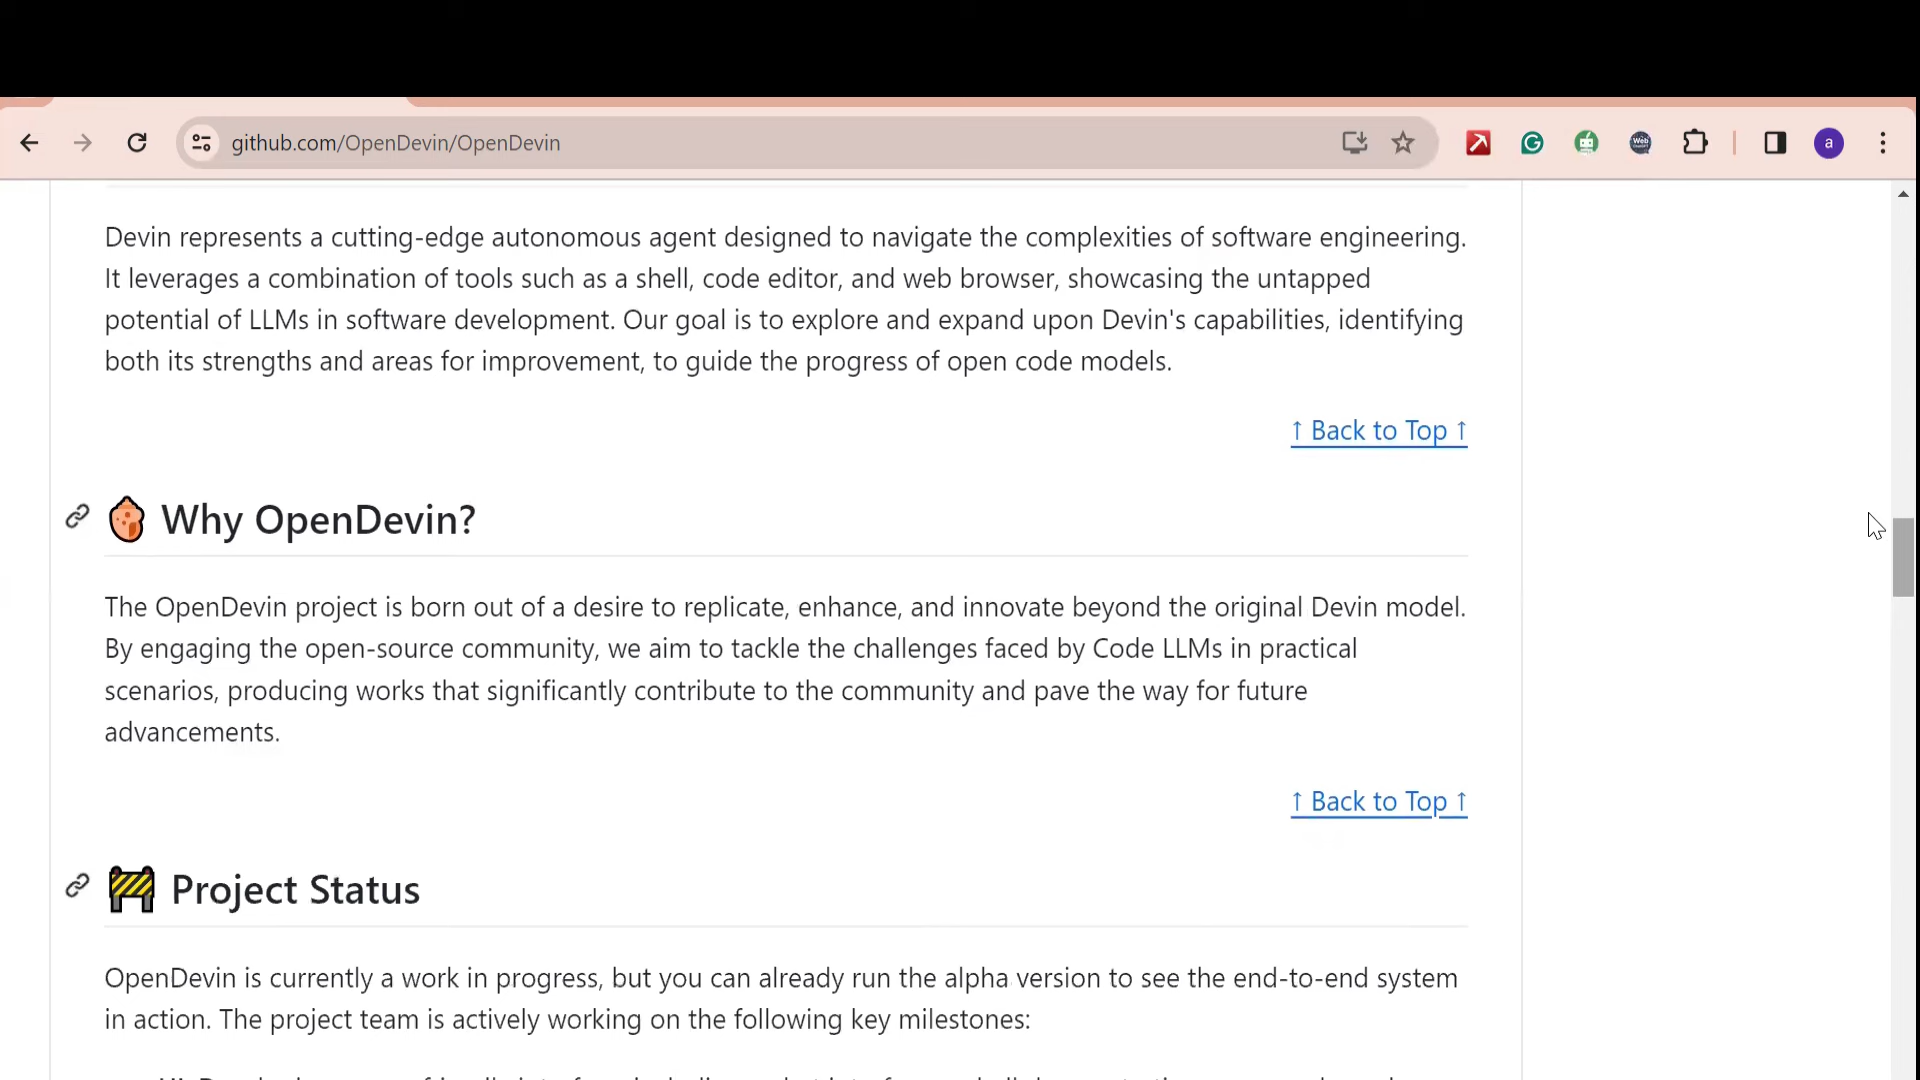 github.com/OpenDevin/OpenDevin
a
Devin represents a cutting-edge autonomous agent designed to navigate the complexities of software engineering.
It leverages a combination of tools such as a shell, code editor, and web browser, showcasing the untapped
potential of LLMs in software development. Our goal is to explore and expand upon Devin's capabilities, identifying
both its strengths and areas for improvement, to guide the progress of open code models.
↑ Back to Top ↑
Why OpenDevin?
The OpenDevin project is born out of a desire to replicate, enhance, and innovate beyond the original Devin model.
By engaging the open-source community, we aim to tackle the challenges faced by Code LLMs in practical
scenarios, producing works that significantly contribute to the community and pave the way for future
advancements.
↑ Back to Top ↑
Project Status
OpenDevin is currently a work in progress, but you can already run the alpha version to see the end-to-end system
in action. The project team is actively working on the following key milestones: